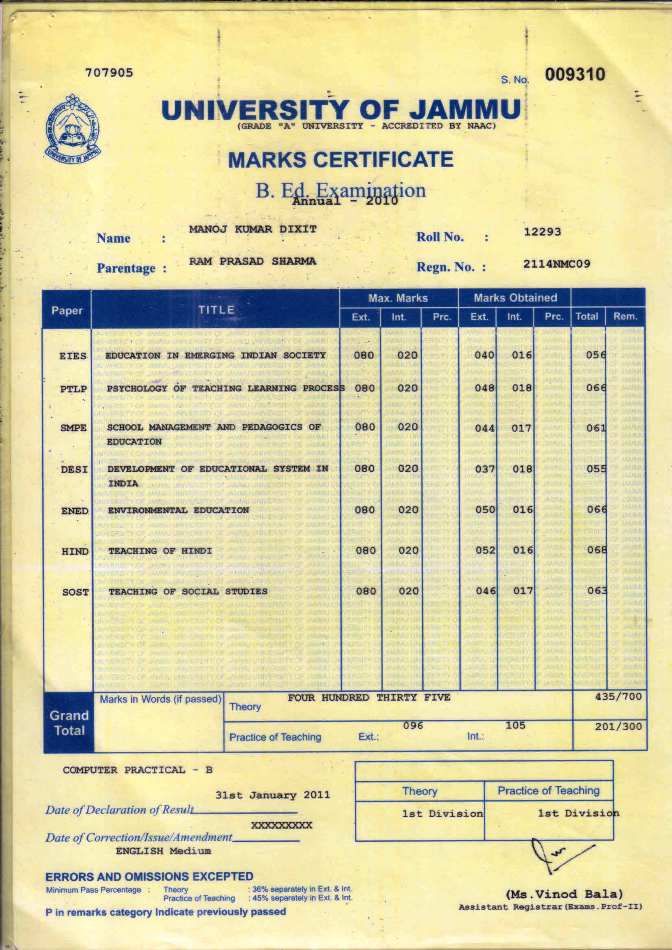 707905
S. No. 009310
UNIVERSITY OF JAMMU
(GRADE "A" UNIVERSITY - ACCREDITED BY NAAC)
MARKS CERTIFICATE
B. Ed. Examination
Annual - 2010
Name : MANOJ KUMAR DIXIT Roll No. : 12293
Parentage : RAM PRASAD SHARMA Regn. No. : 2114NMC09
Paper TITLE Max. Marks Marks Obtained
Ext. Int. Prc. Ext. Int. Prc. Total Rem.
EIES EDUCATION IN EMERGING INDIAN SOCIETY 080 020 040 016 056
PTLP PSYCHOLOGY OF TEACHING LEARNING PROCESS 080 020 048 018 066
SMPE SCHOOL MANAGEMENT AND PEDAGOGICS OF 080 020 044 017 061
EDUCATION
DESI DEVELOPMENT OF EDUCATIONAL SYSTEM IN 080 020 037 018 055
INDIA
ENED ENVIRONMENTAL EDUCATION 080 020 050 016 066
HIND TEACHING OF HINDI 080 020 052 016 068
SOST TEACHING OF SOCIAL STUDIES 080 020 046 017 063
Grand Total
Marks in Words (if passed) Theory FOUR HUNDRED THIRTY FIVE 435/700
Practice of Teaching Ext.: 096 Int.: 105 201/300
COMPUTER PRACTICAL - B
Theory Practice of Teaching
1st Division 1st Division
Date of Declaration of Result 31st January 2011
Date of Correction/Issue/Amendment XXXXXXXXX
ENGLISH Medium
ERRORS AND OMISSIONS EXCEPTED
Minimum Pass Percentage : Theory : 36% separately in Ext. & Int.
Practice of Teaching : 45% separately in Ext. & Int.
P in remarks category Indicate previously passed
(Ms.Vinod Bala)
Assistant Registrar(Exams.Prof-II)